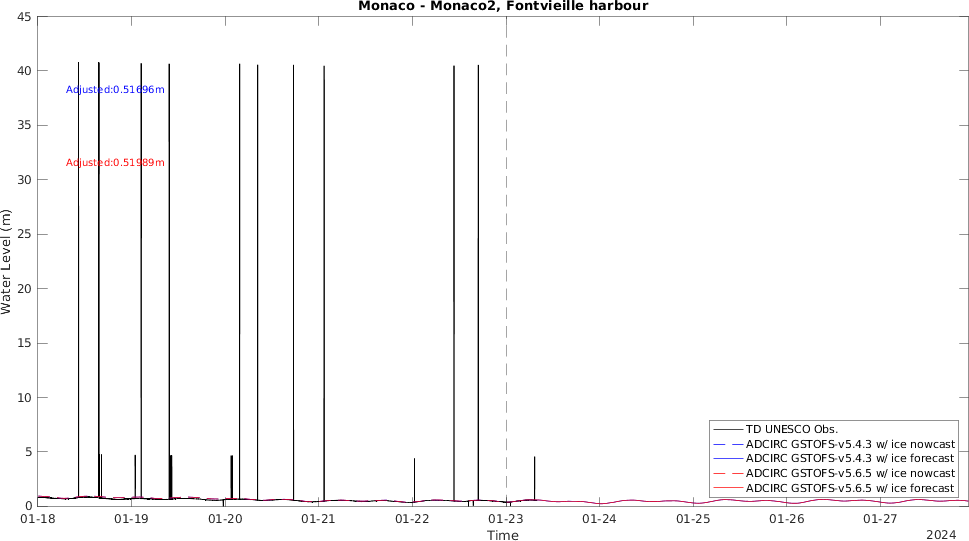 Monaco - Monaco2, Fontvieille harbour
45
40
35
30
25
20
15
10
5
0
Water Level (m)
Adjusted:0.51696m
Adjusted:0.51989m
TD UNESCO Obs.
ADCIRC GSTOFS-v5.4.3 w/ ice nowcast
ADCIRC GSTOFS-v5.4.3 w/ ice forecast
ADCIRC GSTOFS-v5.6.5 w/ ice nowcast
ADCIRC GSTOFS-v5.6.5 w/ ice forecast
01-18 01-19 01-20 01-21 01-22 01-23 01-24 01-25 01-26 01-27
Time
2024